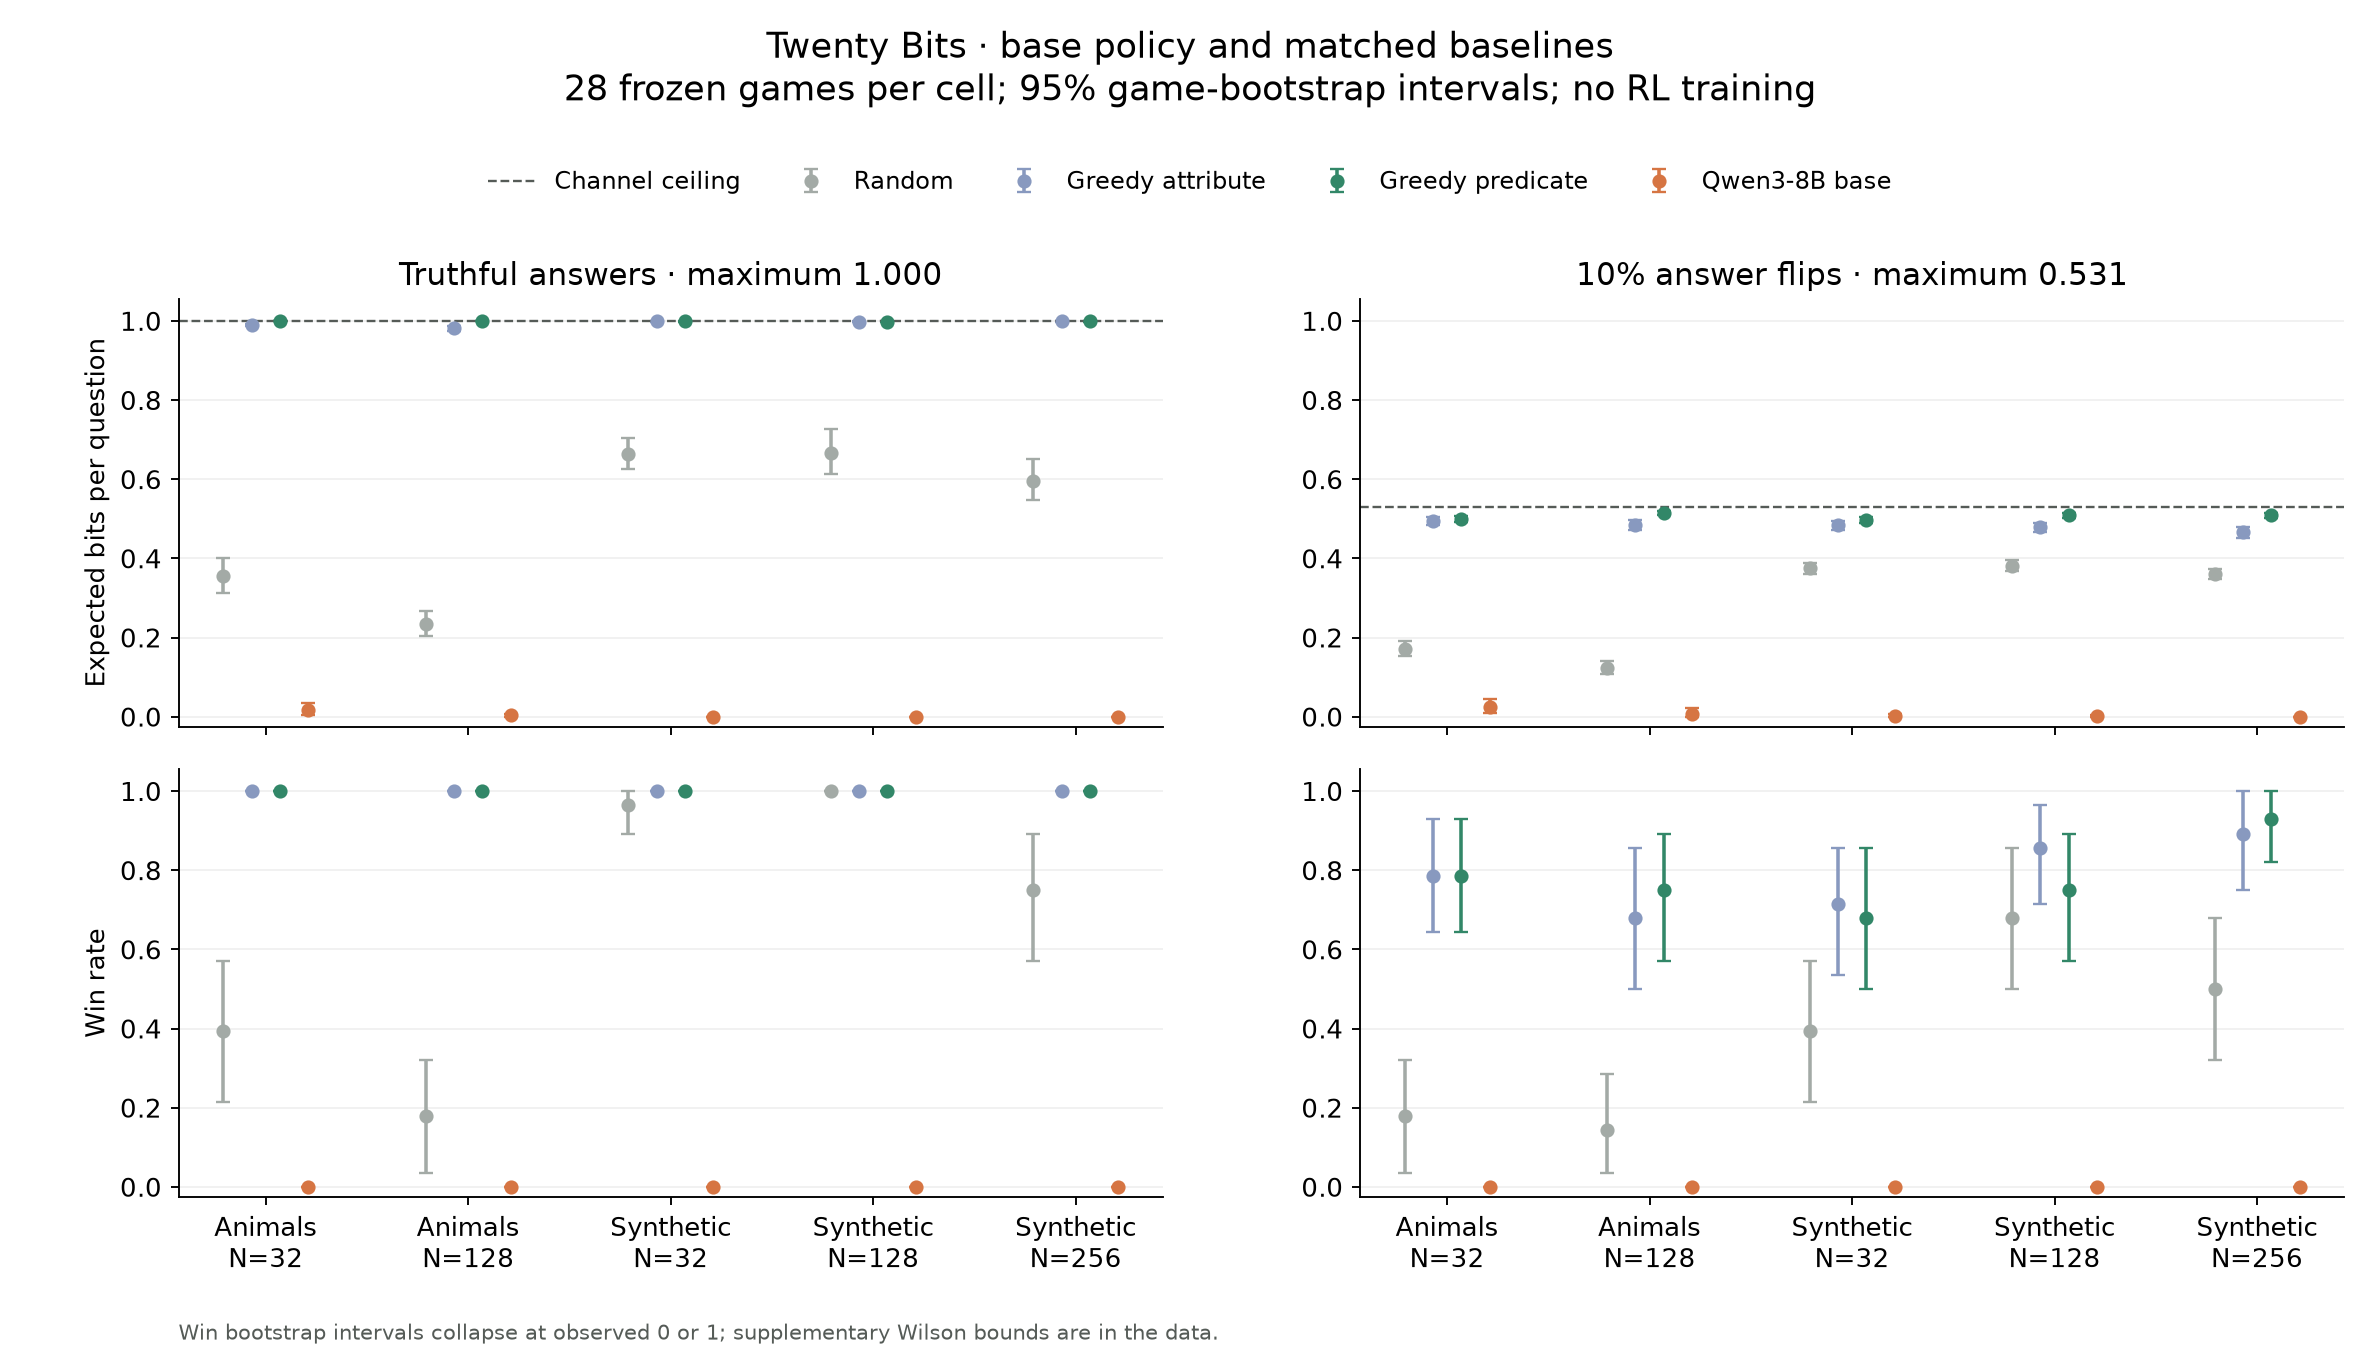 Twenty Bits · base policy and matched baselines
28 frozen games per cell; 95% game-bootstrap intervals; no RL training
Channel ceiling
Random
Greedy attribute
Greedy predicate
Qwen3-8B base
Truthful answers · maximum 1.000
Expected bits per question
1.0
0.8
0.6
0.4
0.2
0.0
10% answer flips · maximum 0.531
1.0
0.8
0.6
0.4
0.2
0.0
Win rate
1.0
0.8
0.6
0.4
0.2
0.0
Animals
N=32
Animals
N=128
Synthetic
N=32
Synthetic
N=128
Synthetic
N=256
1.0
0.8
0.6
0.4
0.2
0.0
Animals
N=32
Animals
N=128
Synthetic
N=32
Synthetic
N=128
Synthetic
N=256
Win bootstrap intervals collapse at observed 0 or 1; supplementary Wilson bounds are in the data.